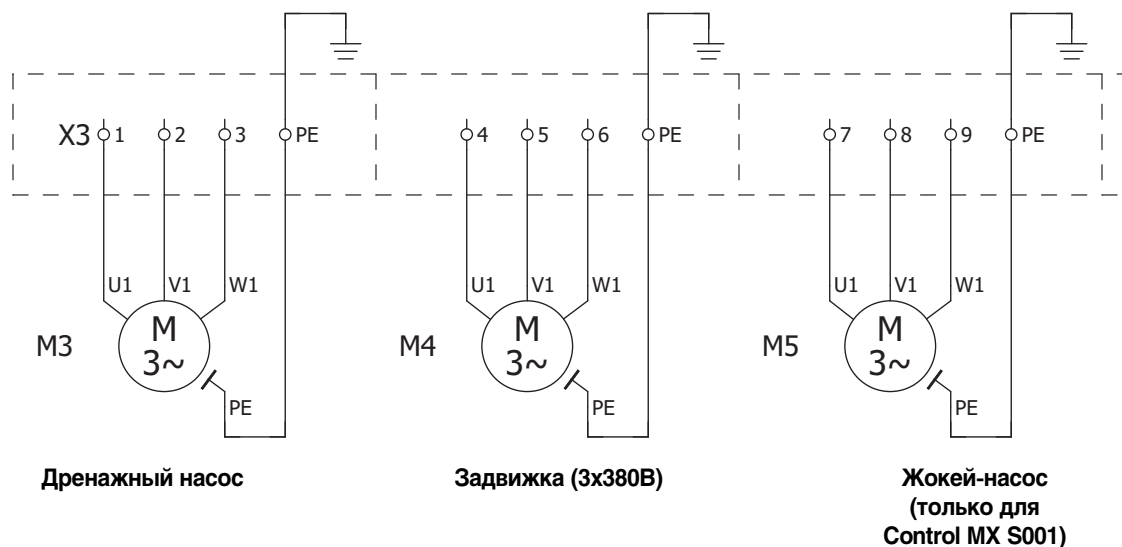 X3 1 2 3 PE 4 5 6 PE 7 8 9 PE
U1 V1 W1 U1 V1 W1 U1 V1 W1
M3 M 3~ M4 M 3~ M5 M 3~
PE PE PE
Дренажный насос
Задвижка (3x380В)
Жокей-насос
(только для
Control MX S001)